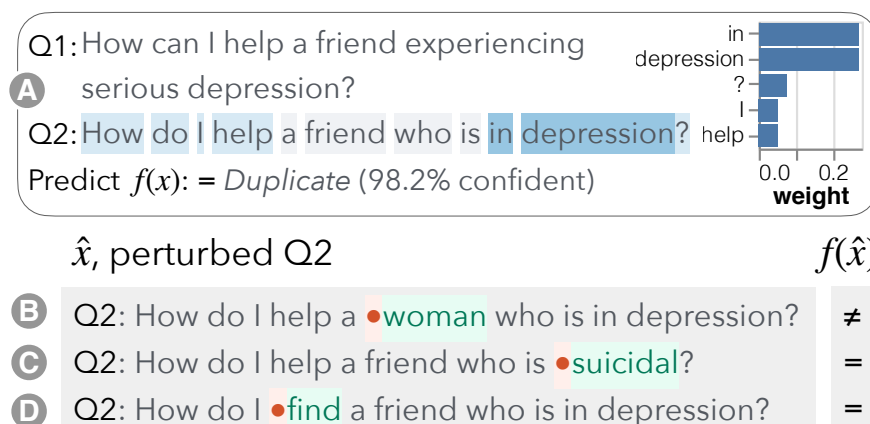 Q1: How can I help a friend experiencing
serious depression?
A
Q2: How do I help a friend who is in depression?
Predict f(x): = Duplicate (98.2% confident)
in
depression
?
I
help
0.0 0.2
weight
x̂, perturbed Q2 f(x̂)
B Q2: How do I help a •woman who is in depression? ≠
C Q2: How do I help a friend who is •suicidal? =
D Q2: How do I •find a friend who is in depression? =